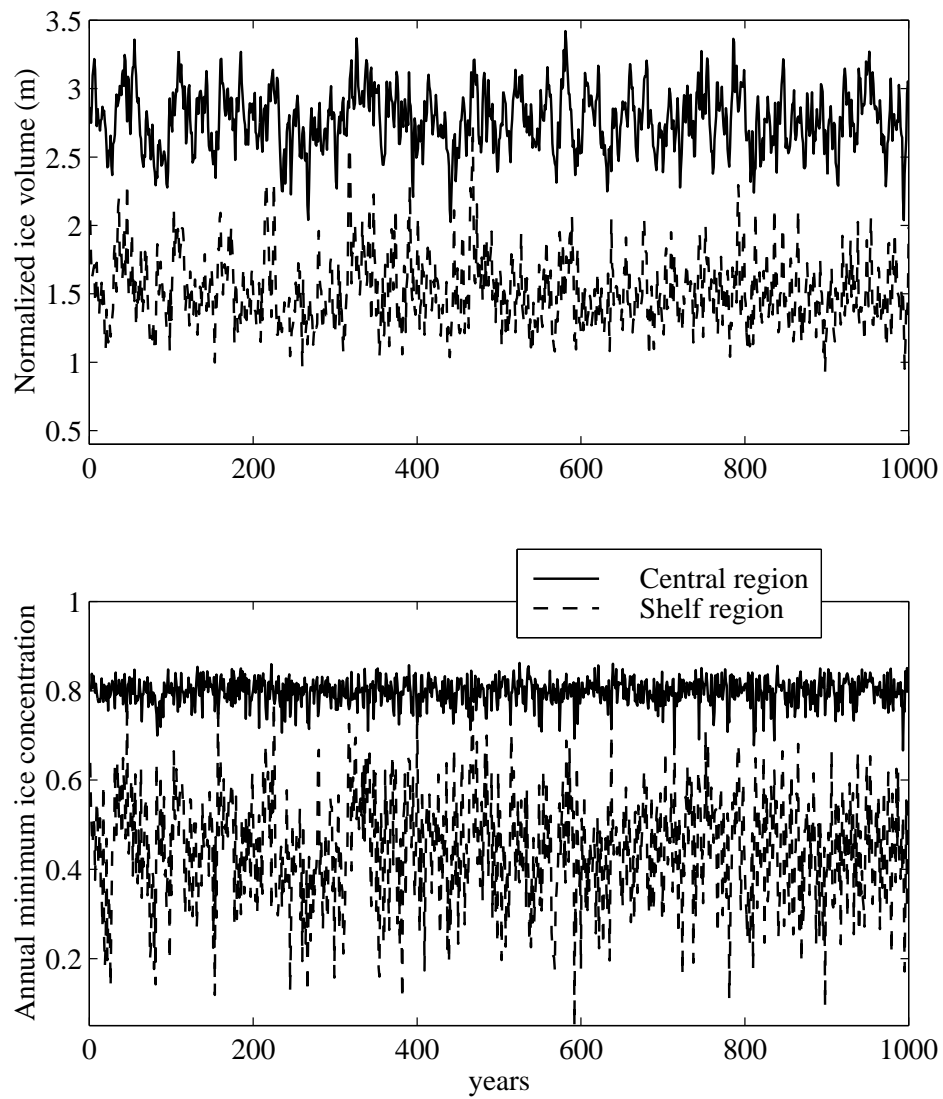 3.5
3
2.5
2
1.5
1
0.5
Normalized ice volume (m)
0 200 400 600 800 1000
Central region
Shelf region
1
0.8
0.6
0.4
0.2
Annual minimum ice concentration
0 200 400 600 800 1000
years